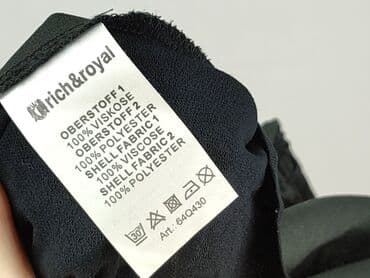 rich&royal
OBERSTOFF 1
100% VISKOSE
OBERSTOFF 2
100% POLYESTER
SHELL FABRIC 1
100% VISCOSE
SHELL FABRIC 2
100% POLYESTER
30
Art.: 64Q430